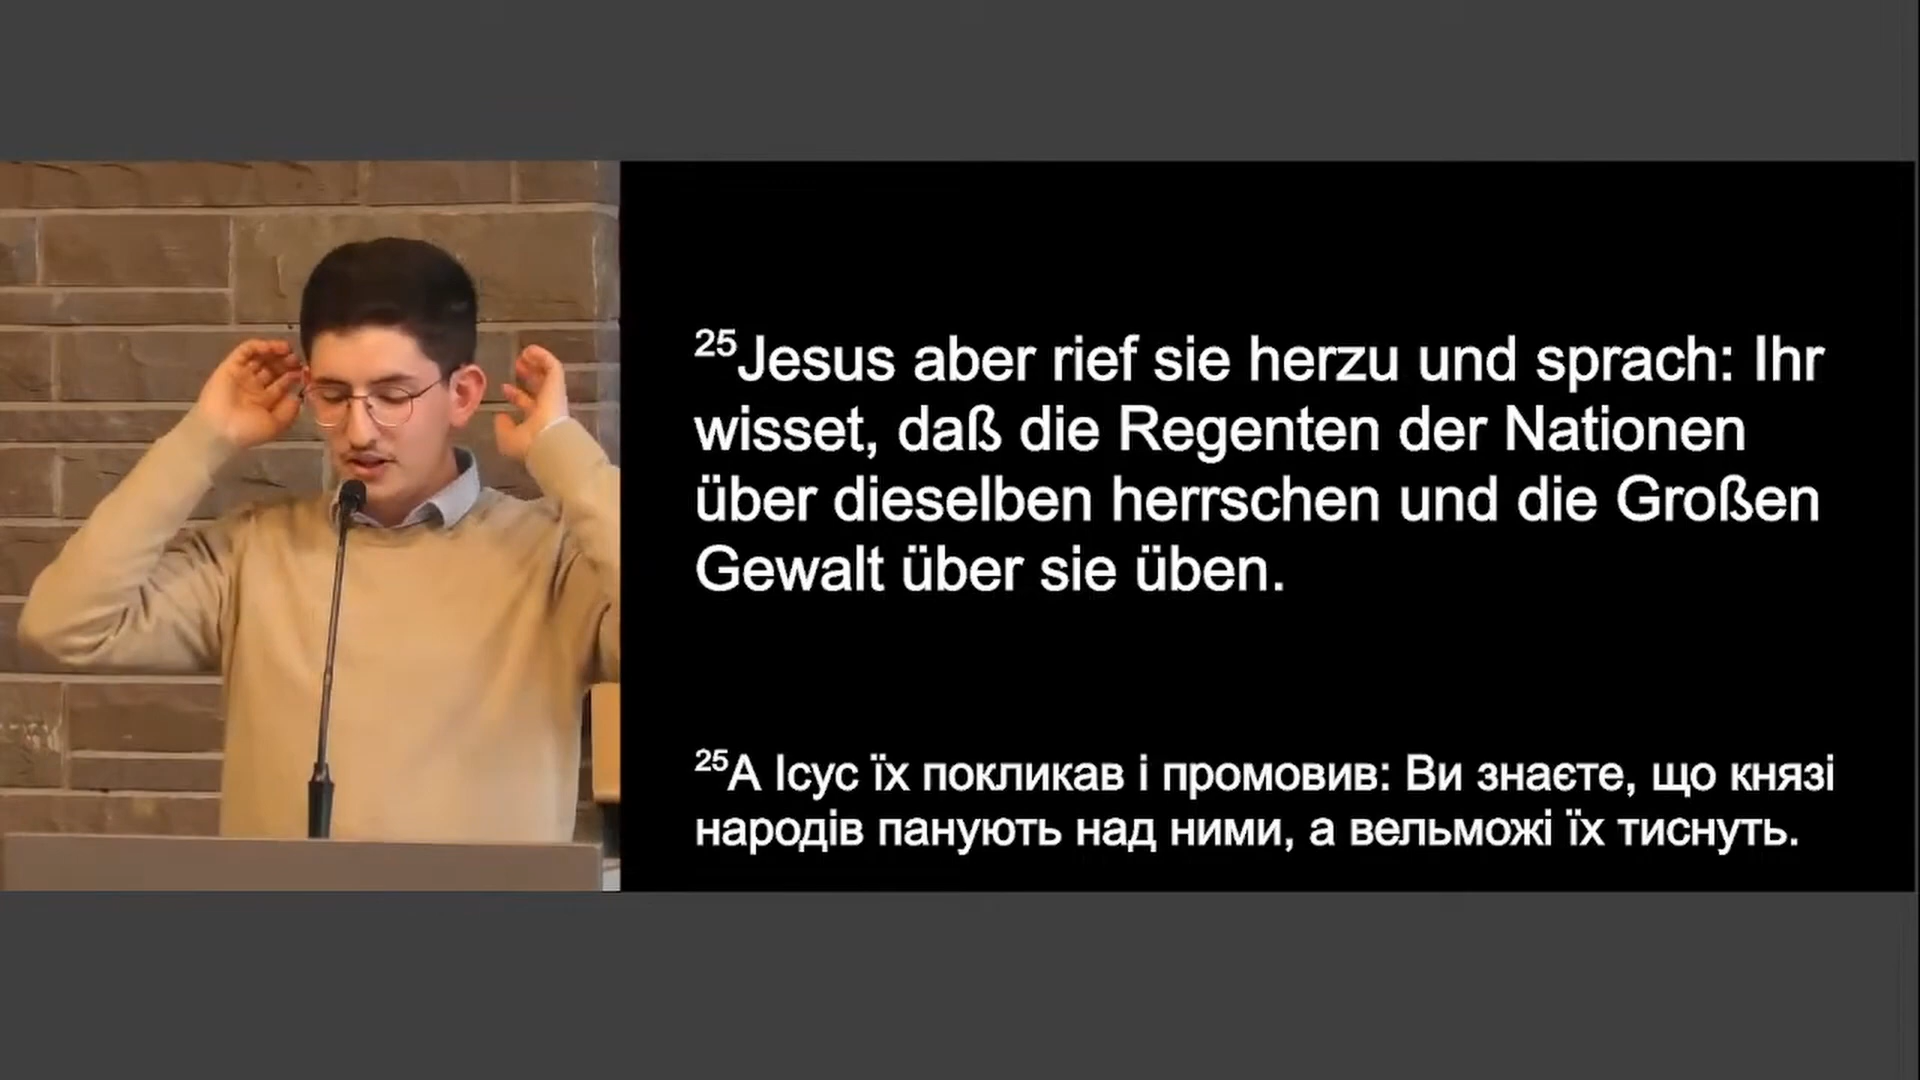 ²⁵Jesus aber rief sie herzu und sprach: Ihr
wisset, daß die Regenten der Nationen
über dieselben herrschen und die Großen
Gewalt über sie üben.
²⁵А Ісус їх покликав і промовив: Ви знаєте, що князі
народів панують над ними, а вельможі їх тиснуть.